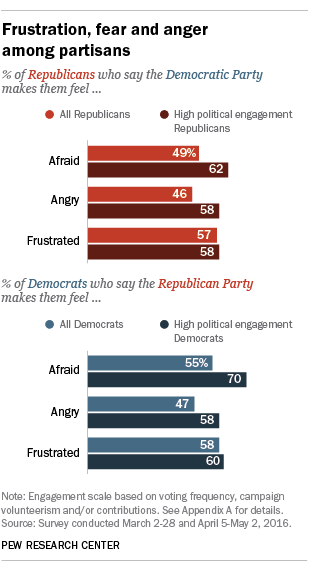 Frustration, fear and anger
among partisans
% of Republicans who say the Democratic Party
makes them feel ...
All Republicans
High political engagement
Republicans
Afraid
49%
62
Angry
46
58
Frustrated
57
58
% of Democrats who say the Republican Party
makes them feel ...
All Democrats
High political engagement
Democrats
Afraid
55%
70
Angry
47
58
Frustrated
58
60
Note: Engagement scale based on voting frequency, campaign
volunteerism and/or contributions. See Appendix A for details.
Source: Survey conducted March 2-28 and April 5-May 2, 2016.
PEW RESEARCH CENTER